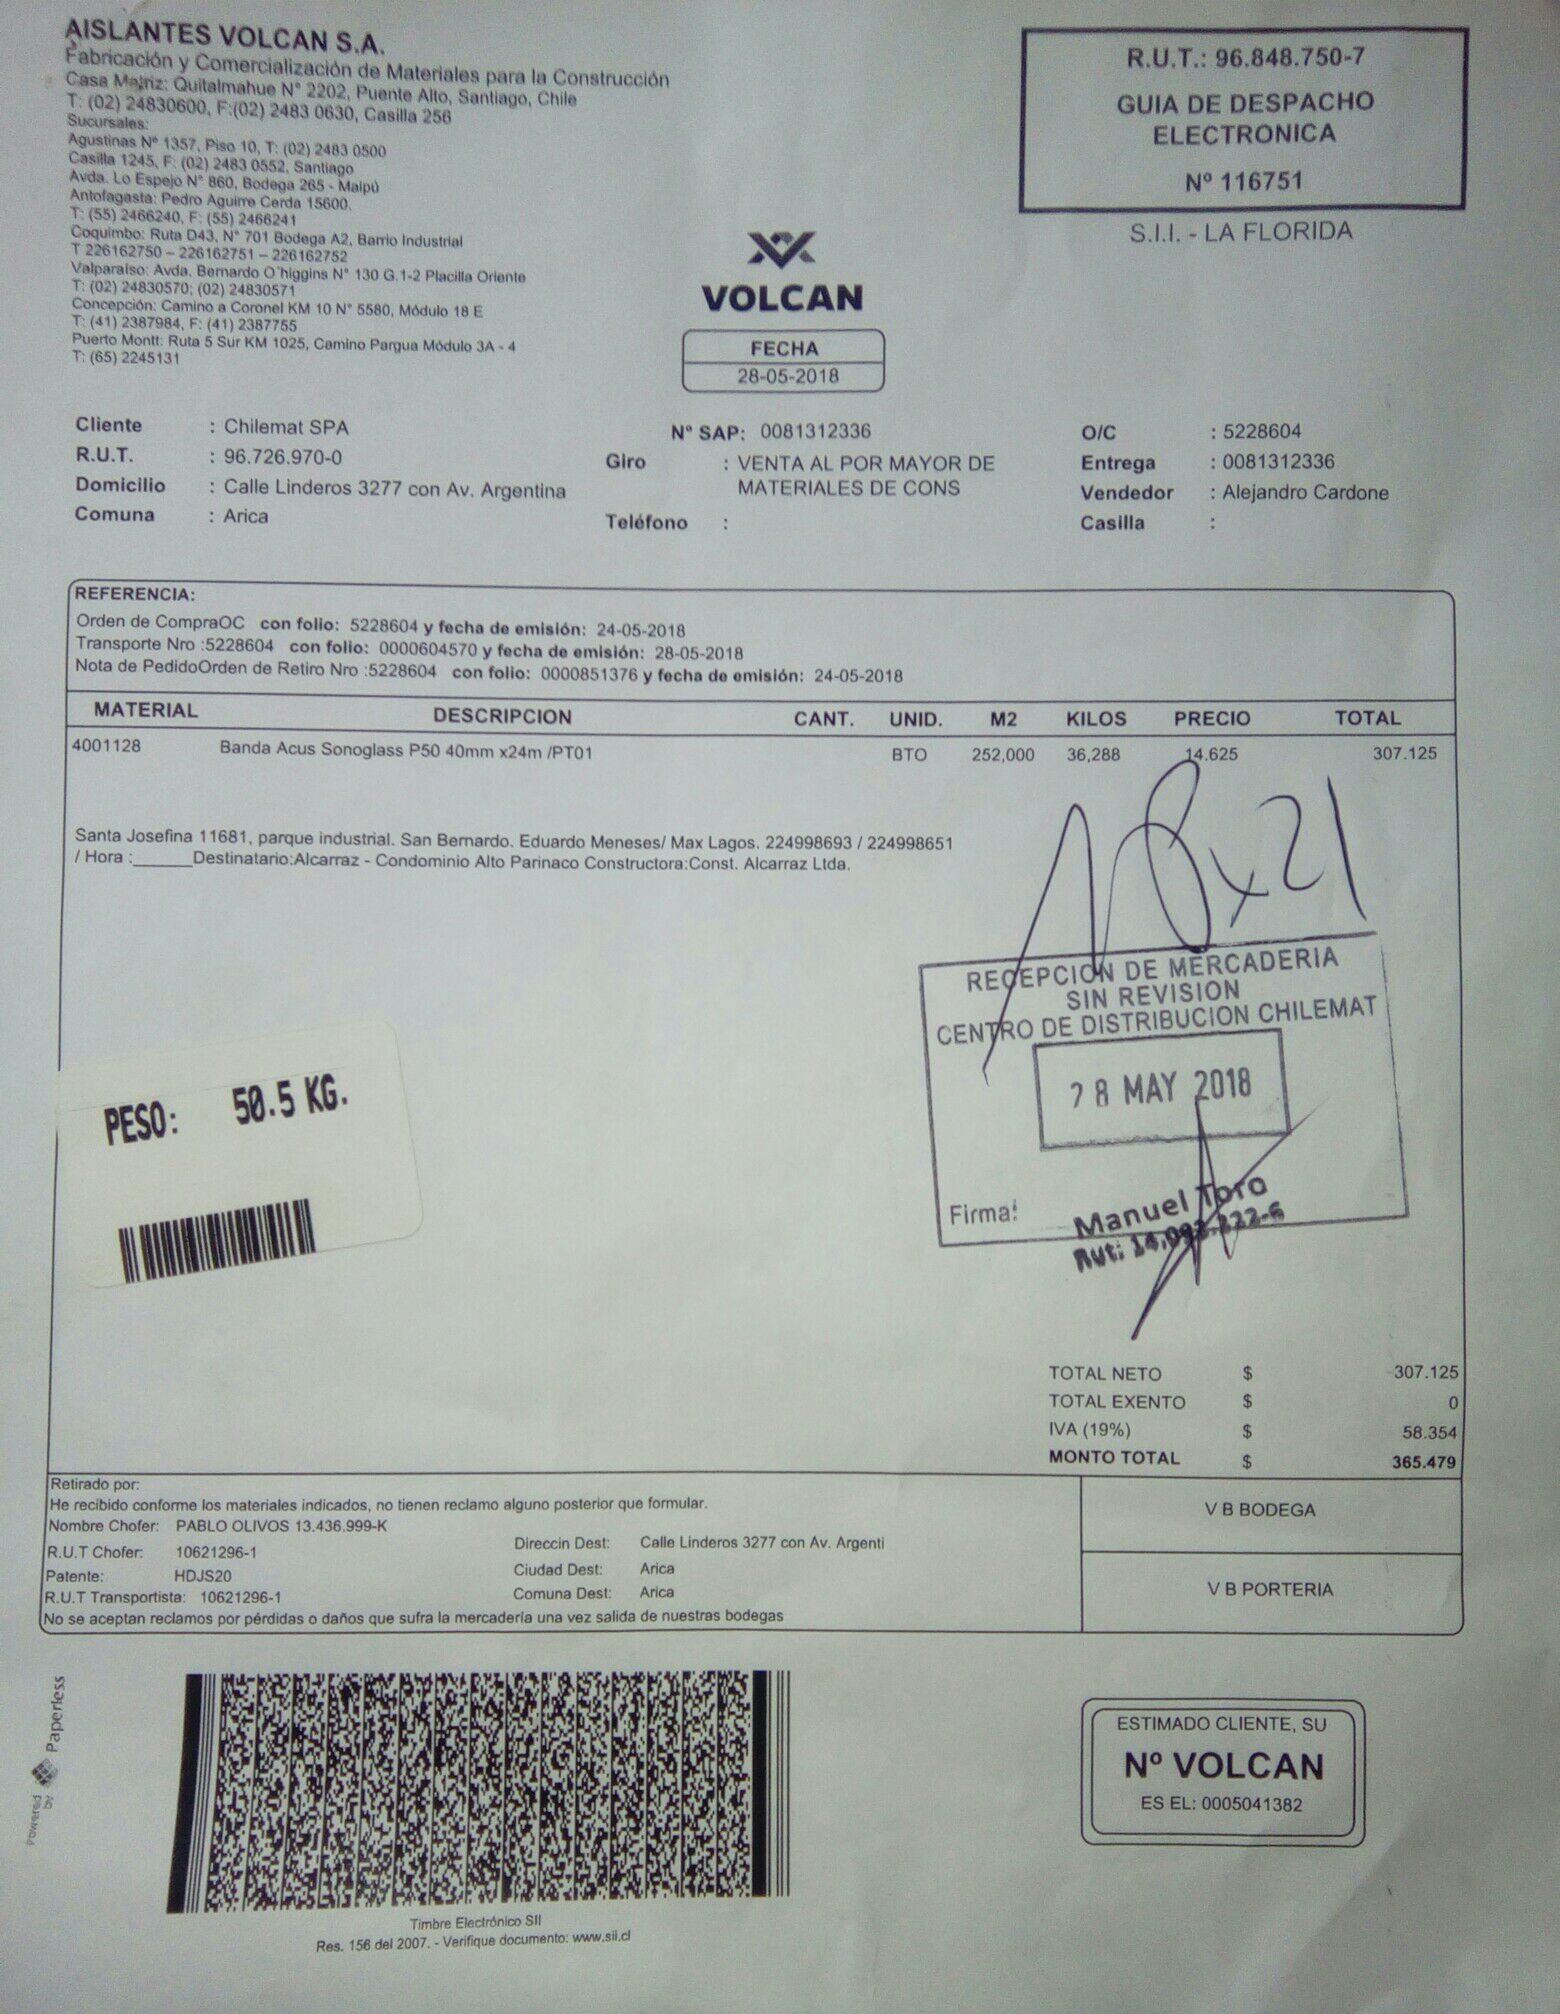 AISLANTES VOLCAN S.A.
Fabricación y Comercialización de Materiales para la Construcción
Casa Matriz: Quitalmahue N° 2202, Puente Alto, Santiago, Chile
T: (02) 24830600, F:(02) 2483 0630, Casilla 256
Sucursales:
Agustinas Nº 1357, Piso 10, T: (02) 2483 0500
Casilla 1245, F: (02) 2483 0552, Santiago
Avda. Lo Espejo N° 860, Bodega 265 - Maipú
Antofagasta: Pedro Aguirre Cerda 15600.
T: (55) 2466240, F: (55) 2466241
Coquimbo: Ruta D43, N° 701 Bodega A2, Barrio Industrial
T 226162750 – 226162751 – 226162752
Valparaíso: Avda. Bernardo O´higgins N° 130 G.1-2 Placilla Oriente
T: (02) 24830570; (02) 24830571
Concepción: Camino a Coronel KM 10 N° 5580, Módulo 18 E
T: (41) 2387984, F: (41) 2387755
Puerto Montt: Ruta 5 Sur KM 1025, Camino Pargua Módulo 3A - 4
T: (65) 2245131
R.U.T.: 96.848.750-7
GUIA DE DESPACHO
ELECTRONICA
Nº 116751
S.I.I. - LA FLORIDA
VOLCAN
FECHA
28-05-2018
Cliente : Chilemat SPA
R.U.T. : 96.726.970-0
Domicilio : Calle Linderos 3277 con Av. Argentina
Comuna : Arica
Nº SAP: 0081312336
Giro : VENTA AL POR MAYOR DE
MATERIALES DE CONS
Teléfono :
O/C : 5228604
Entrega : 0081312336
Vendedor : Alejandro Cardone
Casilla :
REFERENCIA:
Orden de CompraOC con folio: 5228604 y fecha de emisión: 24-05-2018
Transporte Nro :5228604 con folio: 0000604570 y fecha de emisión: 28-05-2018
Nota de PedidoOrden de Retiro Nro :5228604 con folio: 0000851376 y fecha de emisión: 24-05-2018
MATERIAL DESCRIPCION CANT. UNID. M2 KILOS PRECIO TOTAL
4001128 Banda Acus Sonoglass P50 40mm x24m /PT01 BTO 252,000 36,288 14.625 307.125
Santa Josefina 11681, parque industrial. San Bernardo. Eduardo Meneses/ Max Lagos. 224998693 / 224998651
/ Hora :______Destinatario:Alcarraz - Condominio Alto Parinaco Constructora:Const. Alcarraz Ltda.
x21
RECEPCION DE MERCADERIA
SIN REVISION
CENTRO DE DISTRIBUCION CHILEMAT
28 MAY 2018
Firma:
Manuel Toro
PESO: 50.5 KG.
TOTAL NETO $ 307.125
TOTAL EXENTO $ 0
IVA (19%) $ 58.354
MONTO TOTAL $ 365.479
Retirado por:
He recibido conforme los materiales indicados, no tienen reclamo alguno posterior que formular.
Nombre Chofer: PABLO OLIVOS 13.436.999-K
R.U.T Chofer: 10621296-1
Patente: HDJS20
R.U.T Transportista: 10621296-1
Direccin Dest: Calle Linderos 3277 con Av. Argenti
Ciudad Dest: Arica
Comuna Dest: Arica
No se aceptan reclamos por pérdidas o daños que sufra la mercadería una vez salida de nuestras bodegas
V B BODEGA
V B PORTERIA
powered by Paperless
Timbre Electrónico SII
Res. 156 del 2007. - Verifique documento: www.sii.cl
ESTIMADO CLIENTE, SU
Nº VOLCAN
ES EL: 0005041382